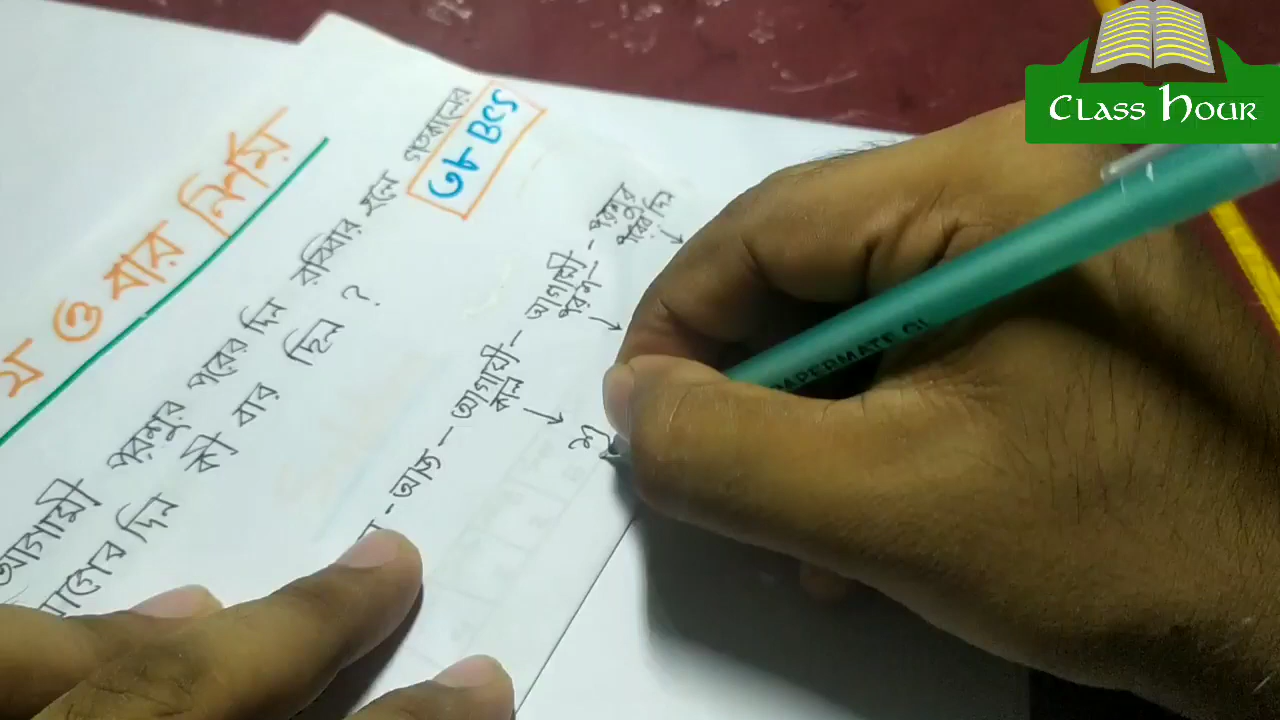 ও বার নির্ণয়
আগামী পরশুর পরের দিন রবিবার হলে গতকালের
আগের দিন কী বার ছিল ?
৩৮ BCS
- আজ - আগামী কাল - আগামী পরশু - পরশুর পরের দিন
CLASS HOUR
PAPERMATE